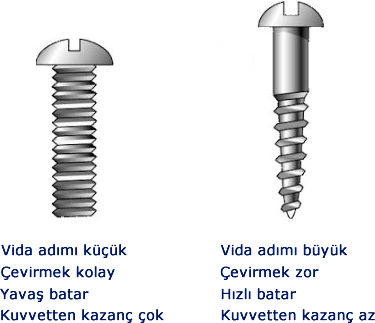 Vida adımı küçük
Çevirmek kolay
Yavaş batar
Kuvvetten kazanç çok
Vida adımı büyük
Çevirmek zor
Hızlı batar
Kuvvetten kazanç az